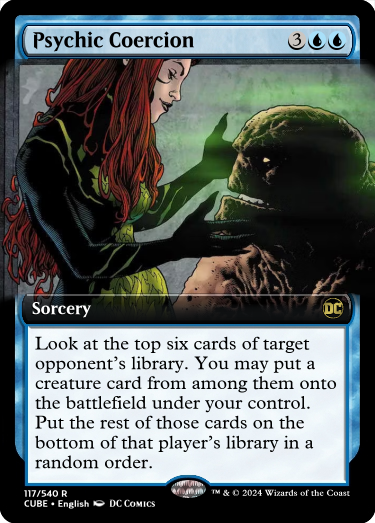 Psychic Coercion 3
Sorcery DC
Look at the top six cards of target
opponent's library. You may put a
creature card from among them onto
the battlefield under your control.
Put the rest of those cards on the
bottom of that player's library in a
random order.
117/540 R
CUBE • English DC COMICS
™ & © 2024 Wizards of the Coast